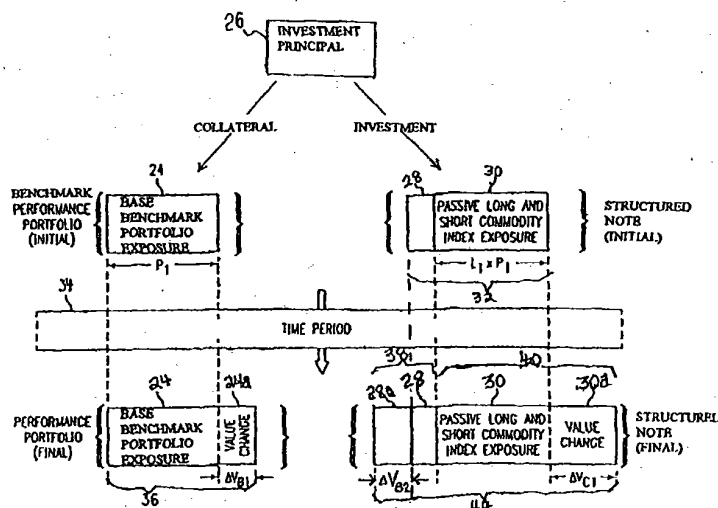 26
INVESTMENT
PRINCIPAL
COLLATERAL
INVESTMENT
24
28
30
BENCHMARK
PERFORMANCE
PORTFOLIO
(INITIAL)
BASE
BENCHMARK
PORTFOLIO
EXPOSURE
PASSIVE LONG AND
SHORT COMMODITY
INDEX EXPOSURE
STRUCTURED
NOTE
(INITIAL)
P1
L1 x P1
32
34
TIME PERIOD
38
40
24
24a
28a
28
30
30a
PERFORMANCE
PORTFOLIO
(FINAL)
BASE
BENCHMARK
PORTFOLIO
EXPOSURE
VALUE
CHANGE
PASSIVE LONG AND
SHORT COMMODITY
INDEX EXPOSURE
VALUE
CHANGE
STRUCTURED
NOTE
(FINAL)
ΔVB1
ΔVB2
ΔVC1
36
44